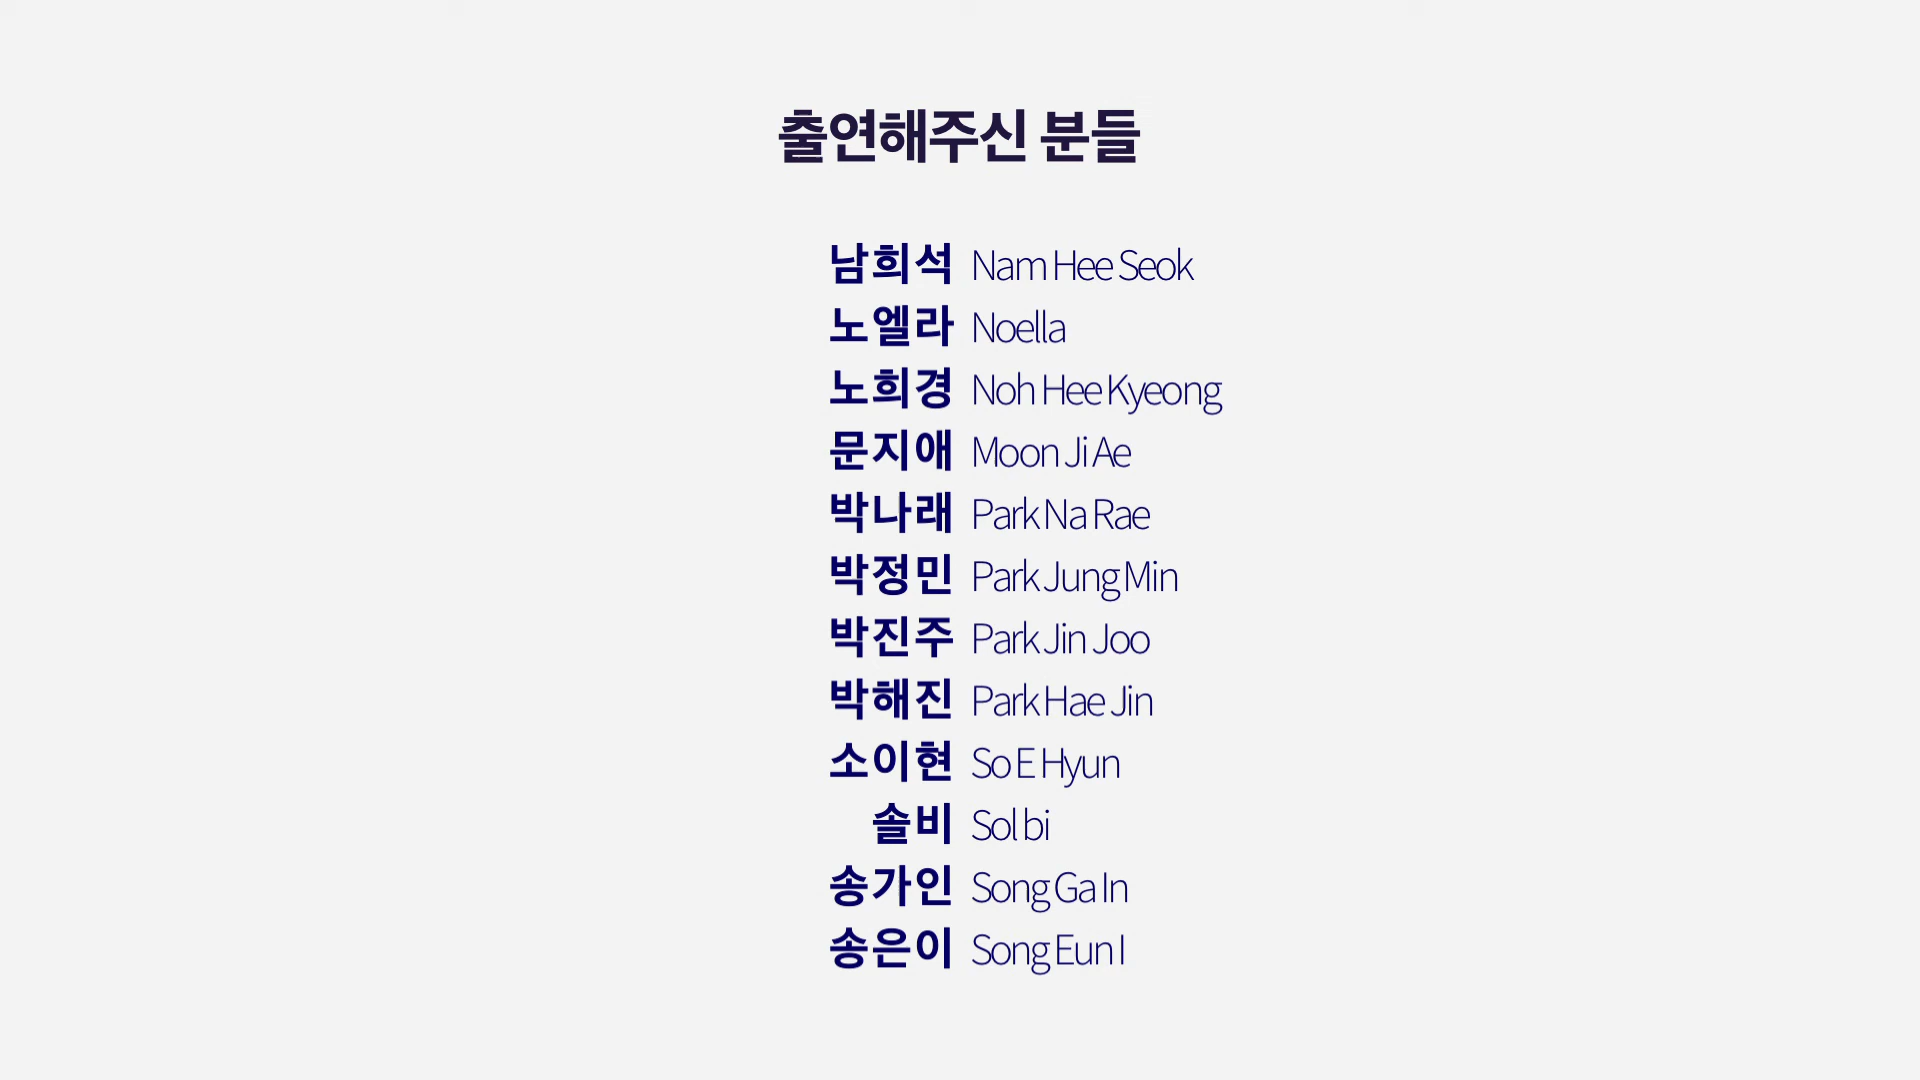 출연해주신 분들
남희석 Nam Hee Seok
노엘라 Noella
노희경 Noh Hee Kyeong
문지애 Moon Ji Ae
박나래 Park Na Rae
박정민 Park Jung Min
박진주 Park Jin Joo
박해진 Park Hae Jin
소이현 So E Hyun
솔비 Sol bi
송가인 Song Ga In
송은이 Song Eun I